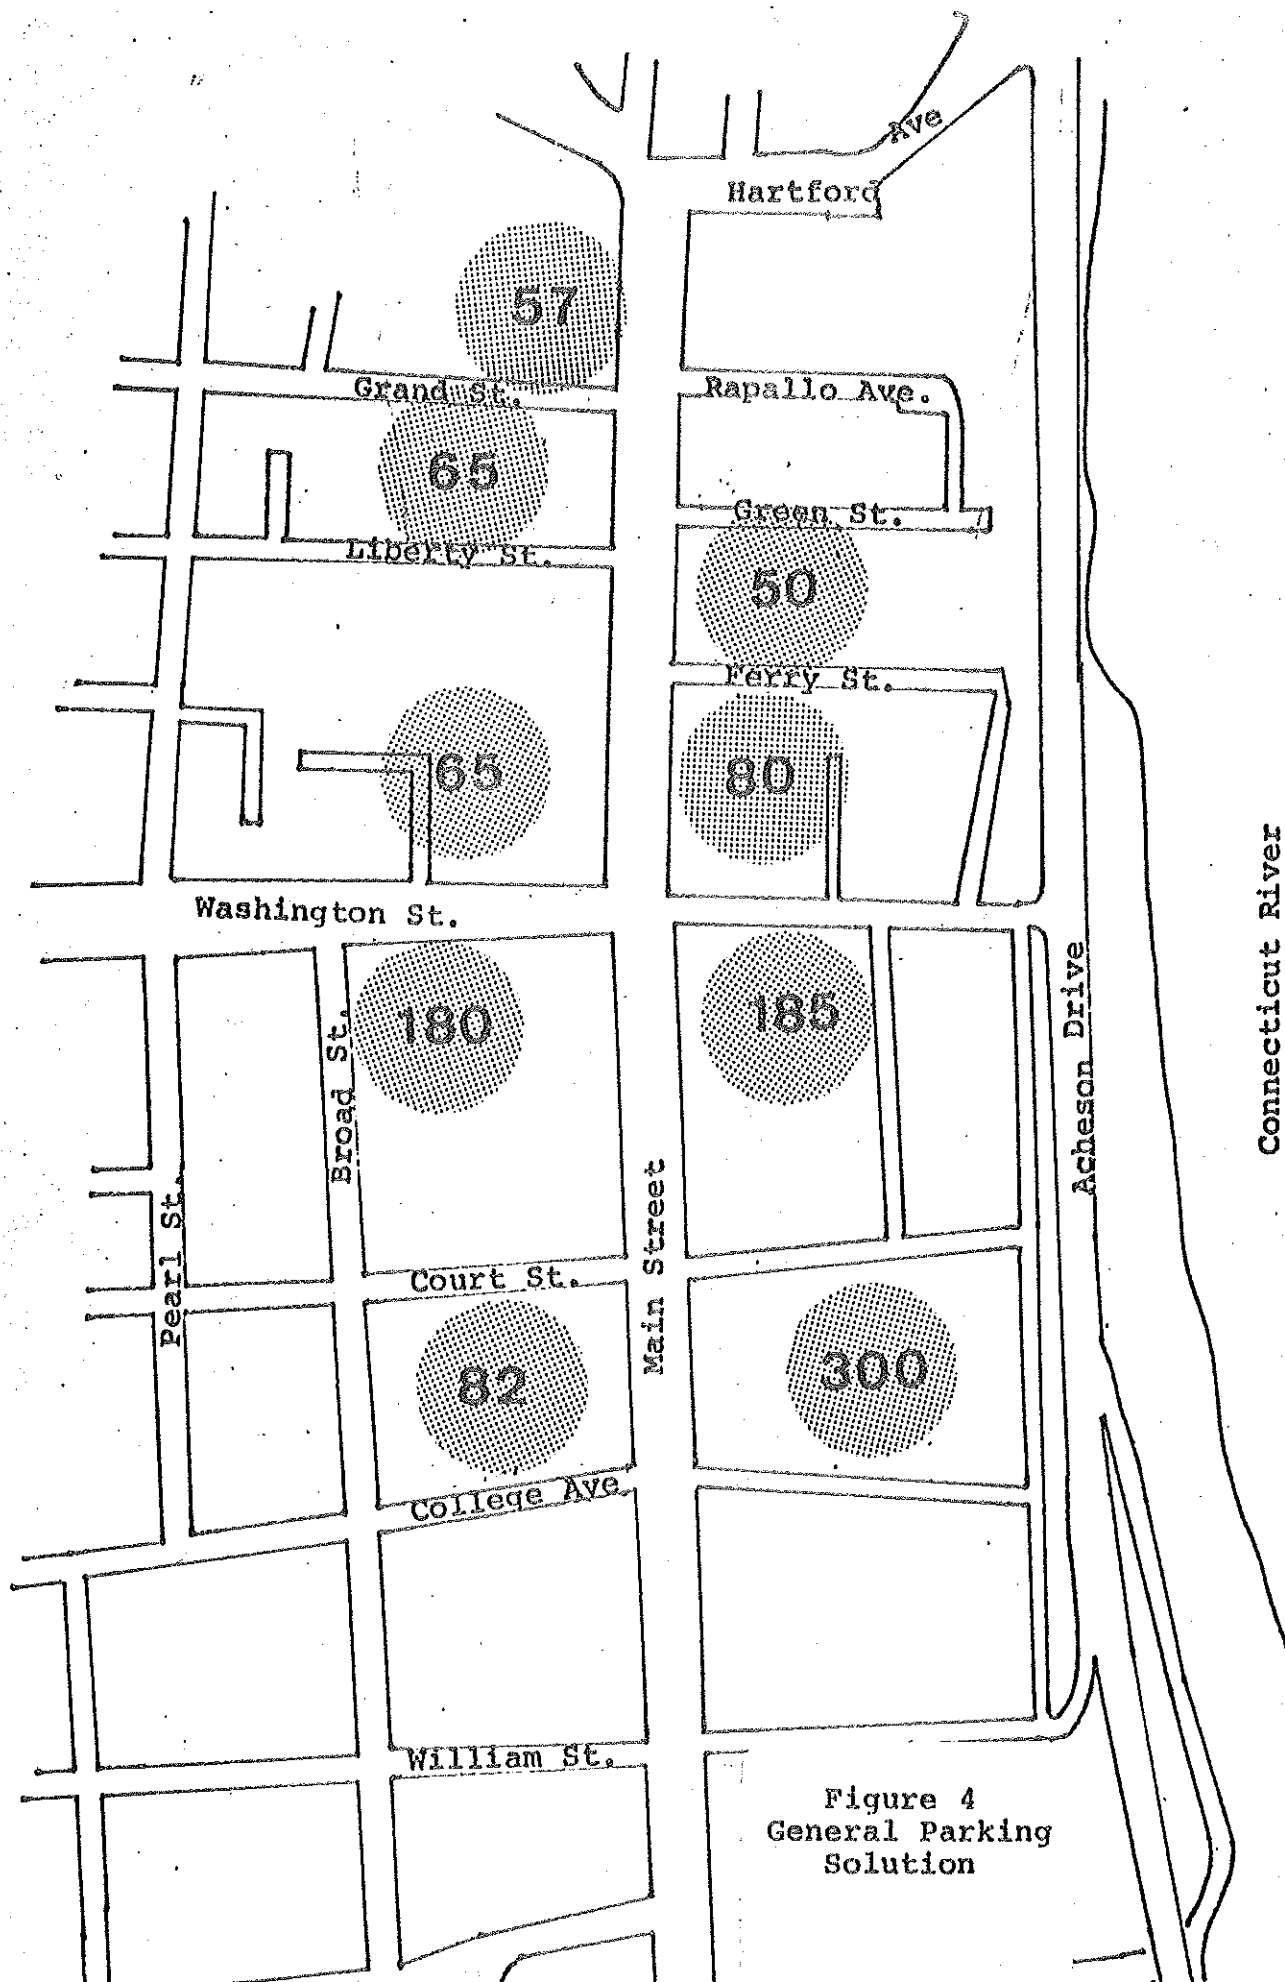 Ave
Hartford
57
Grand St.
Rapallo Ave.
65
Green St.
Liberty St.
50
Ferry St.
65
80
Washington St.
180
185
Broad St.
Acheson Drive
Connecticut River
Pearl St.
Main Street
Court St.
82
300
College Ave
William St.
Figure 4
General Parking
Solution